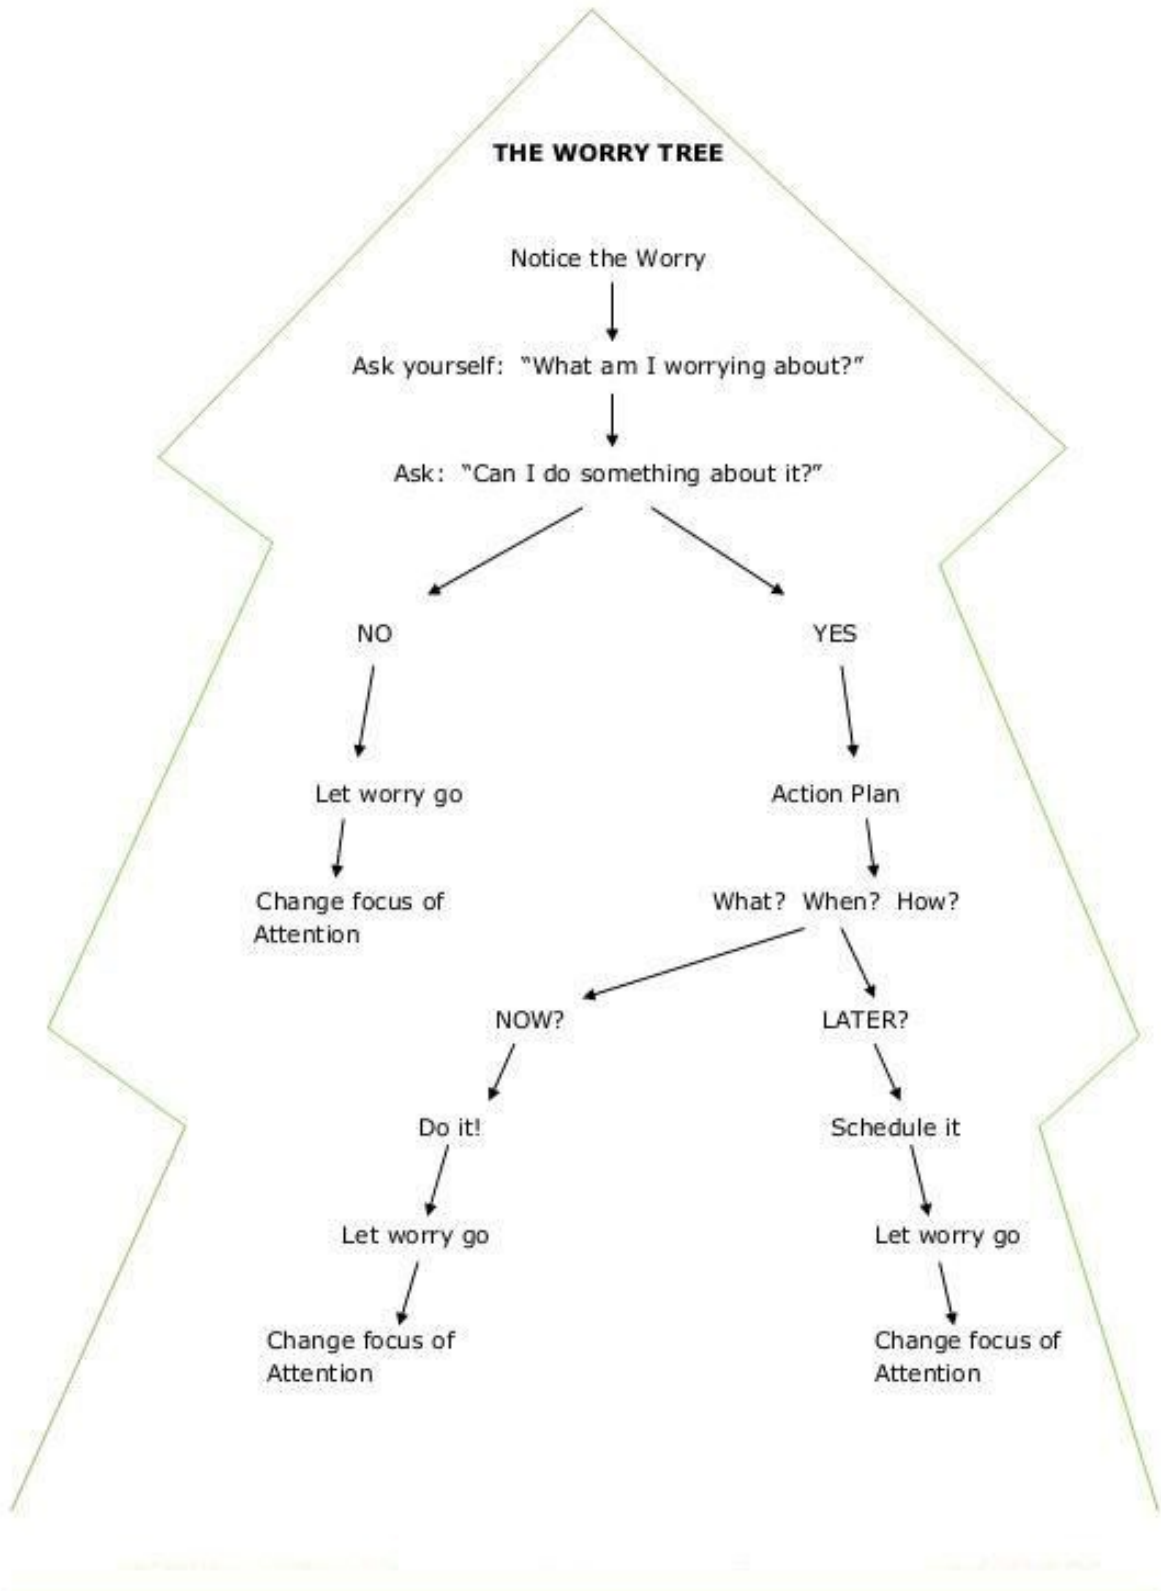 THE WORRY TREE
Notice the Worry
Ask yourself:  “What am I worrying about?”
Ask:  “Can I do something about it?”
NO
YES
Let worry go
Action Plan
Change focus of
Attention
What?  When?  How?
NOW?
LATER?
Do it!
Schedule it
Let worry go
Let worry go
Change focus of
Attention
Change focus of
Attention